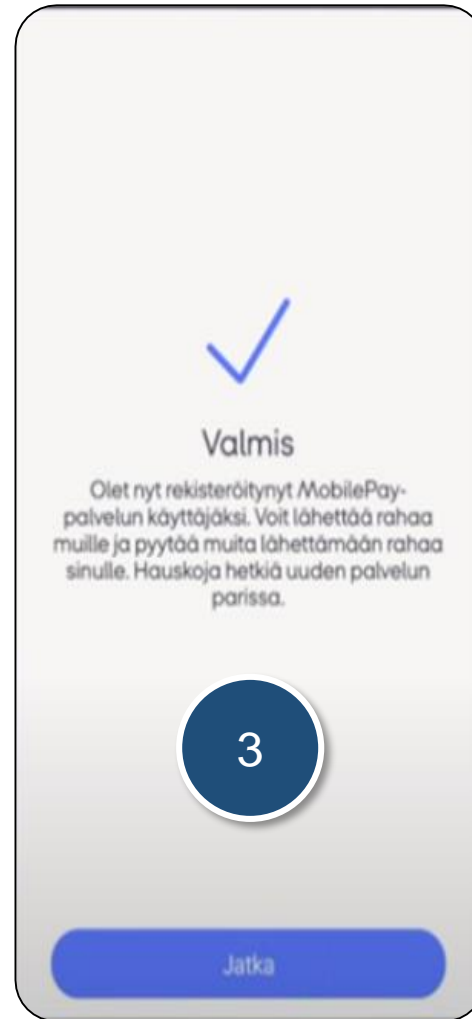 Valmis
Olet nyt rekisteröitynyt MobilePay-
palvelun käyttäjäksi. Voit lähettää rahaa
muille ja pyytää muita lähettämään rahaa
sinulle. Hauskoja hetkiä uuden palvelun
parissa.
3
Jatka